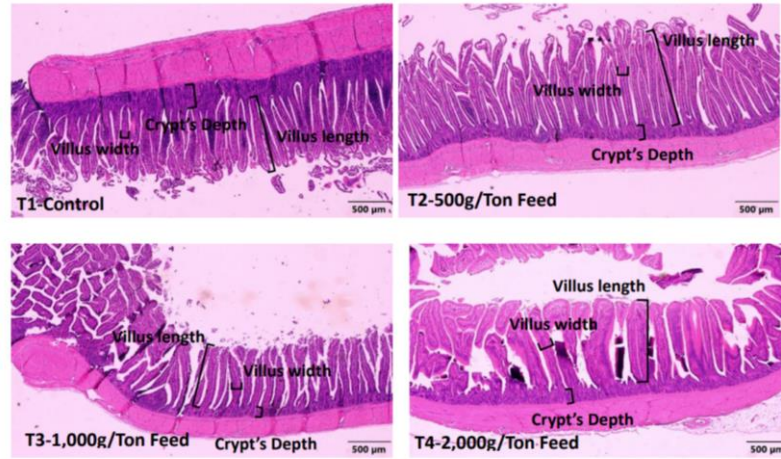 Crypt's Depth
Villus width
Villus length
T1-Control
500 µm
Villus length
Villus width
Crypt's Depth
T2-500g/Ton Feed
500 µm
Villus length
Villus width
T3-1,000g/Ton Feed
Crypt's Depth
500 µm
Villus length
Villus width
Crypt's Depth
T4-2,000g/Ton Feed
500 µm